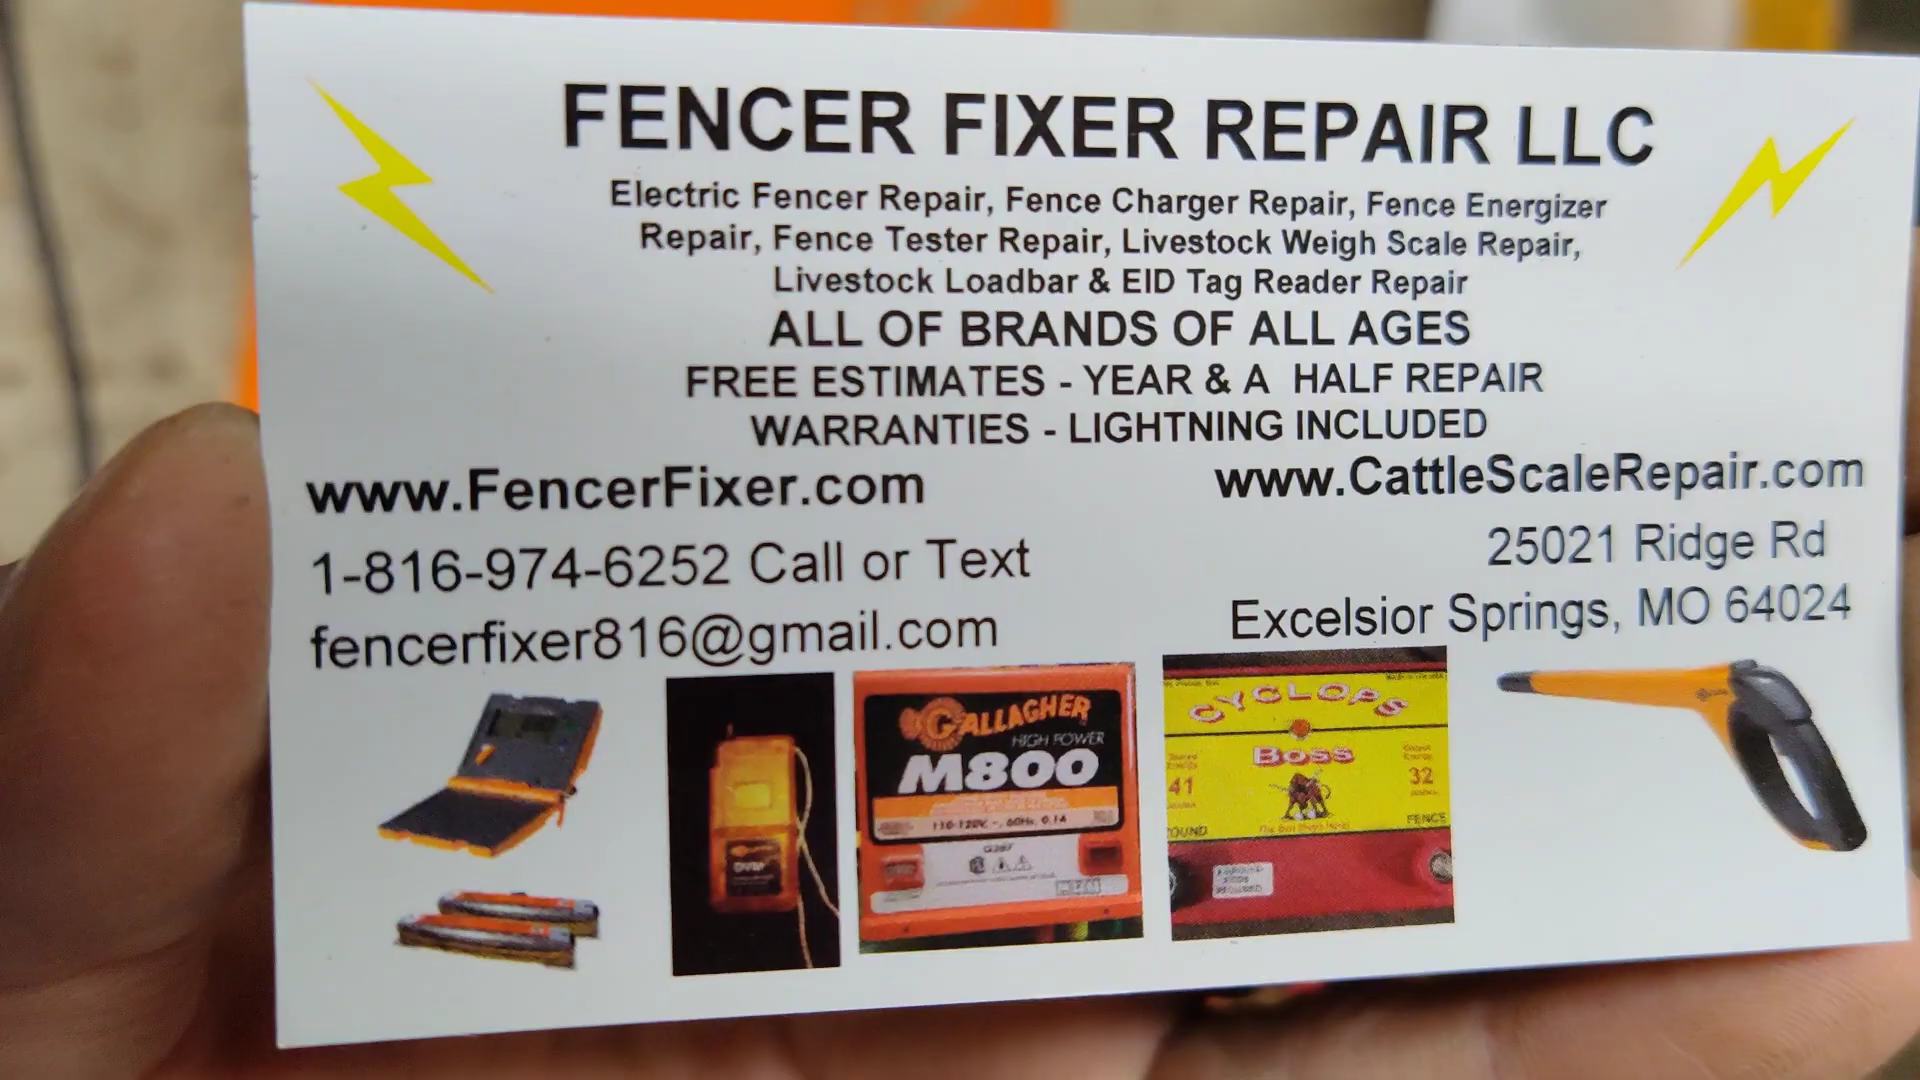 FENCER FIXER REPAIR LLC
Electric Fencer Repair, Fence Charger Repair, Fence Energizer
Repair, Fence Tester Repair, Livestock Weigh Scale Repair,
Livestock Loadbar & EID Tag Reader Repair
ALL OF BRANDS OF ALL AGES
FREE ESTIMATES - YEAR & A HALF REPAIR
WARRANTIES - LIGHTNING INCLUDED
www.FencerFixer.com
www.CattleScaleRepair.com
1-816-974-6252 Call or Text
25021 Ridge Rd
fencerfixer816@gmail.com
Excelsior Springs, MO 64024
GALLAGHER
HIGH POWER
M800
110-120V, ~, 60Hz, 0.1A
CYCLOPS
BOSS
41
32
FENCE